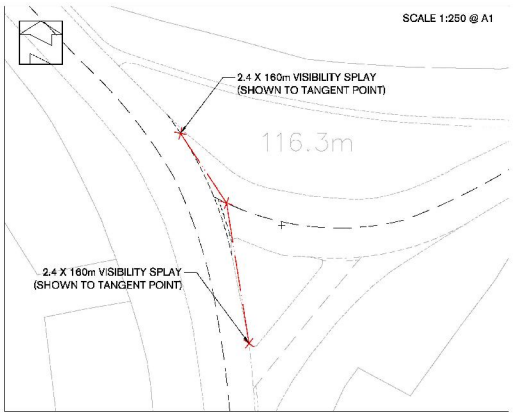 SCALE 1:250 @ A1
2.4 X 160m VISIBILITY SPLAY
(SHOWN TO TANGENT POINT)
116.3m
2.4 X 160m VISIBILITY SPLAY
(SHOWN TO TANGENT POINT)